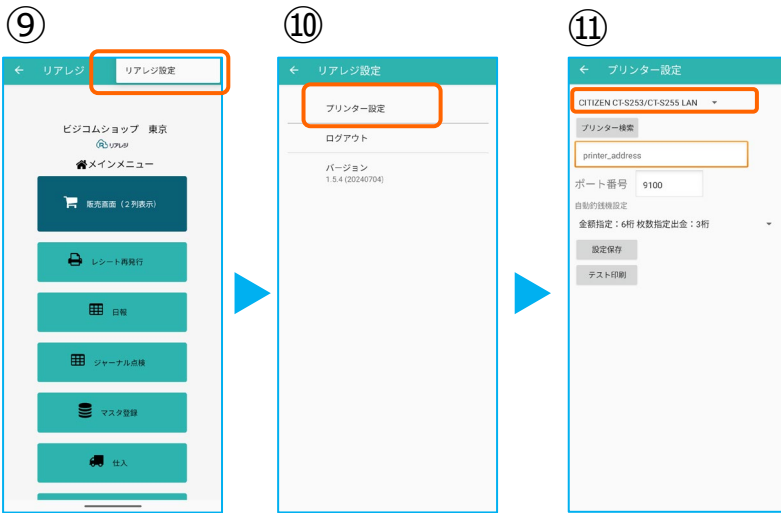 ⑨
← リアレジ リアレジ設定
ビジコムショップ 東京
リアレジ
メインメニュー
販売画面（２列表示）
レシート再発行
日報
ジャーナル点検
マスタ登録
仕入
⑩
← リアレジ設定
プリンター設定
ログアウト
バージョン
1.5.4 (20240704)
⑪
← プリンター設定
CITIZEN CT-S253/CT-S255 LAN
プリンター検索
printer_address
ポート番号 9100
自動釣銭機設定
金額指定：6桁 枚数指定出金：3桁
設定保存
テスト印刷